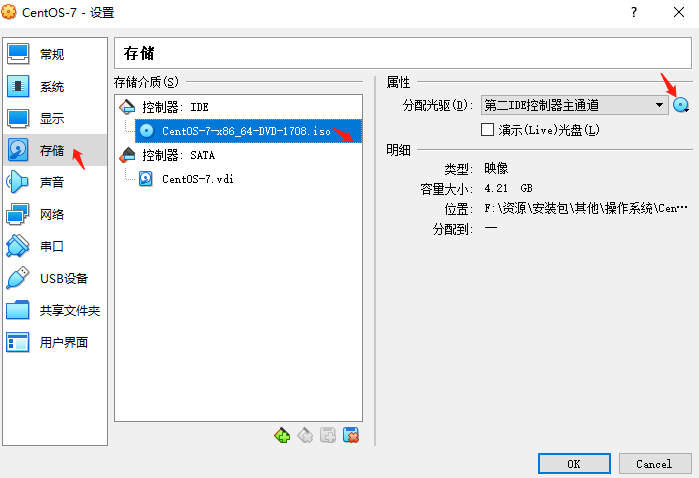 CentOS-7 - 设置
?
常规
系统
显示
存储
声音
网络
串口
USB设备
共享文件夹
用户界面
存储
存储介质(S)
控制器: IDE
CentOS-7-x86_64-DVD-1708.iso
控制器: SATA
CentOS-7.vdi
属性
分配光驱(D): 第二IDE控制器主通道
演示(Live)光盘(L)
明细
类型: 映像
容量大小: 4.21 GB
位置: F:\资源\安装包\其他\操作系统\Cen…
分配到: —
OK
Cancel